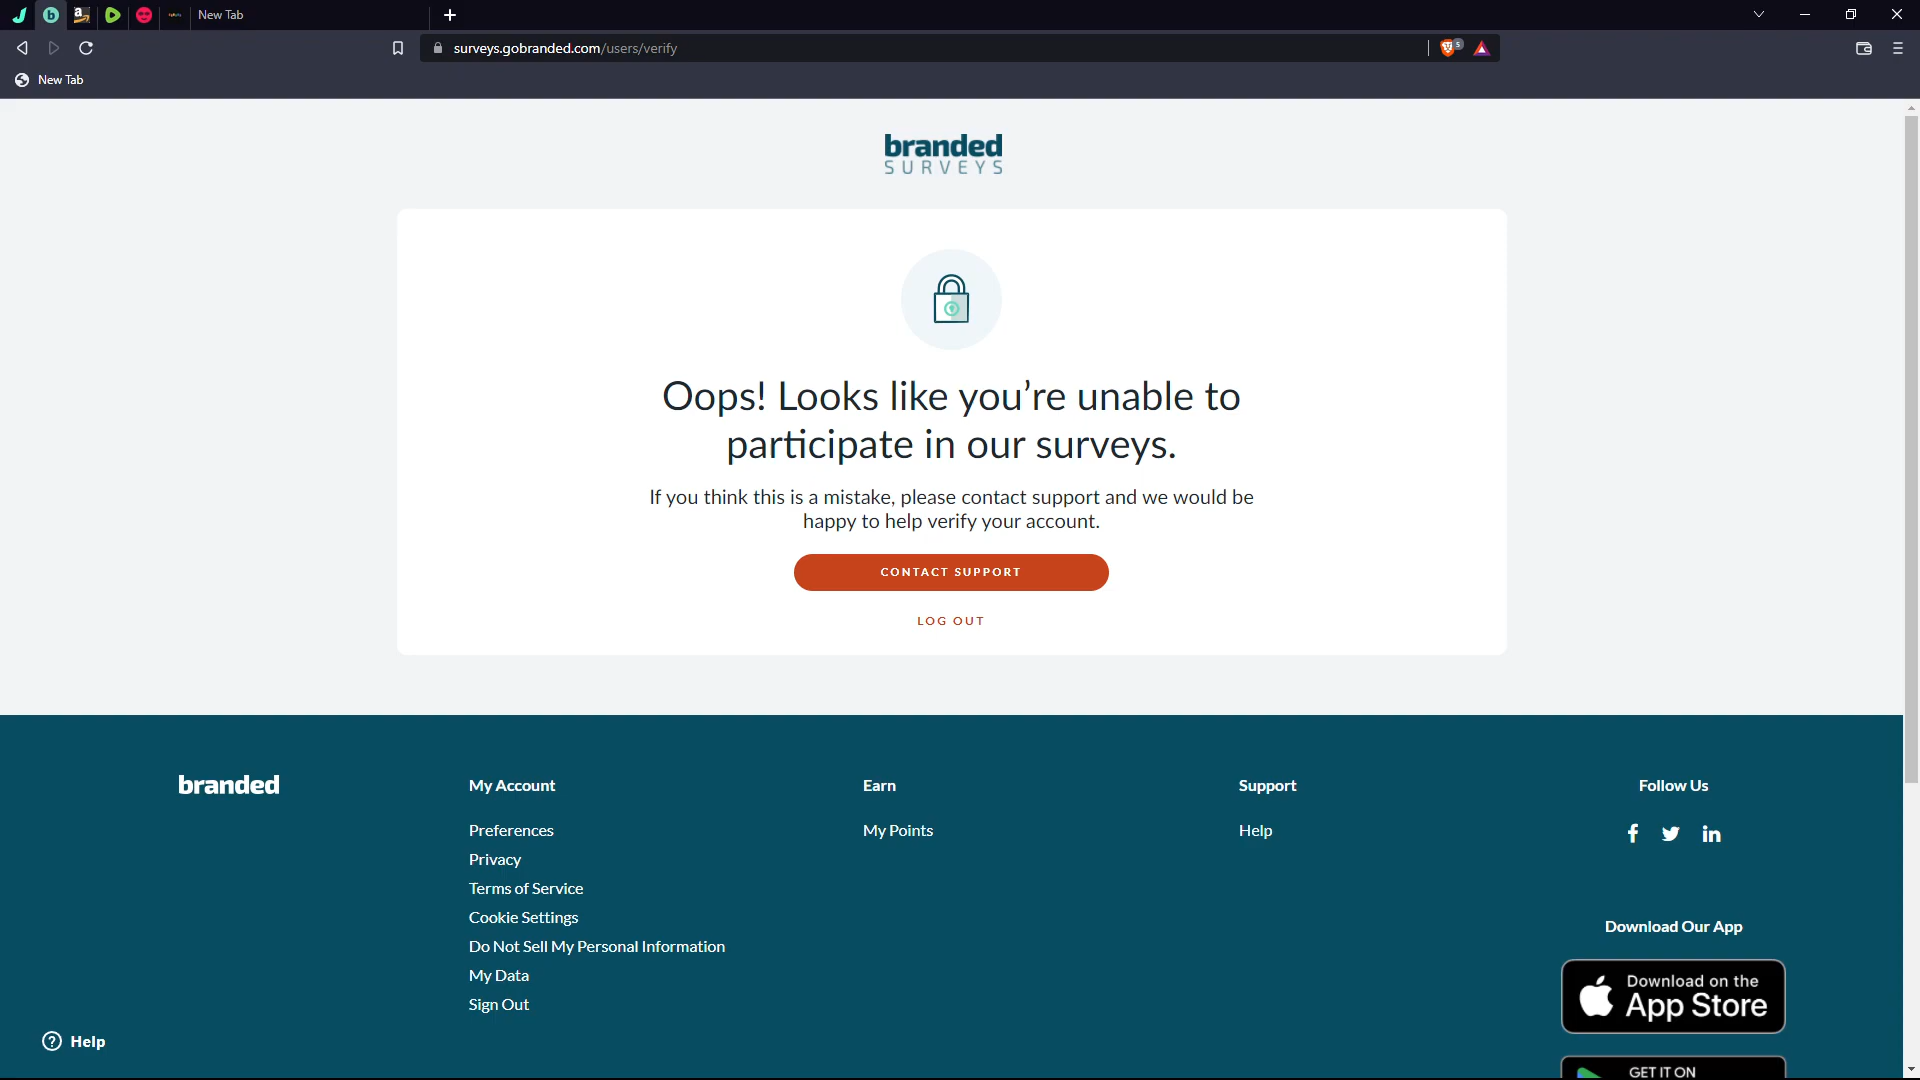 New Tab
surveys.gobranded.com/users/verify
5
New Tab
branded
SURVEYS
Oops! Looks like you’re unable to
participate in our surveys.
If you think this is a mistake, please contact support and we would be
happy to help verify your account.
CONTACT SUPPORT
LOG OUT
branded
My Account
Preferences
Privacy
Terms of Service
Cookie Settings
Do Not Sell My Personal Information
My Data
Sign Out
Earn
My Points
Support
Help
Follow Us
Download Our App
Download on the
App Store
GET IT ON
Help